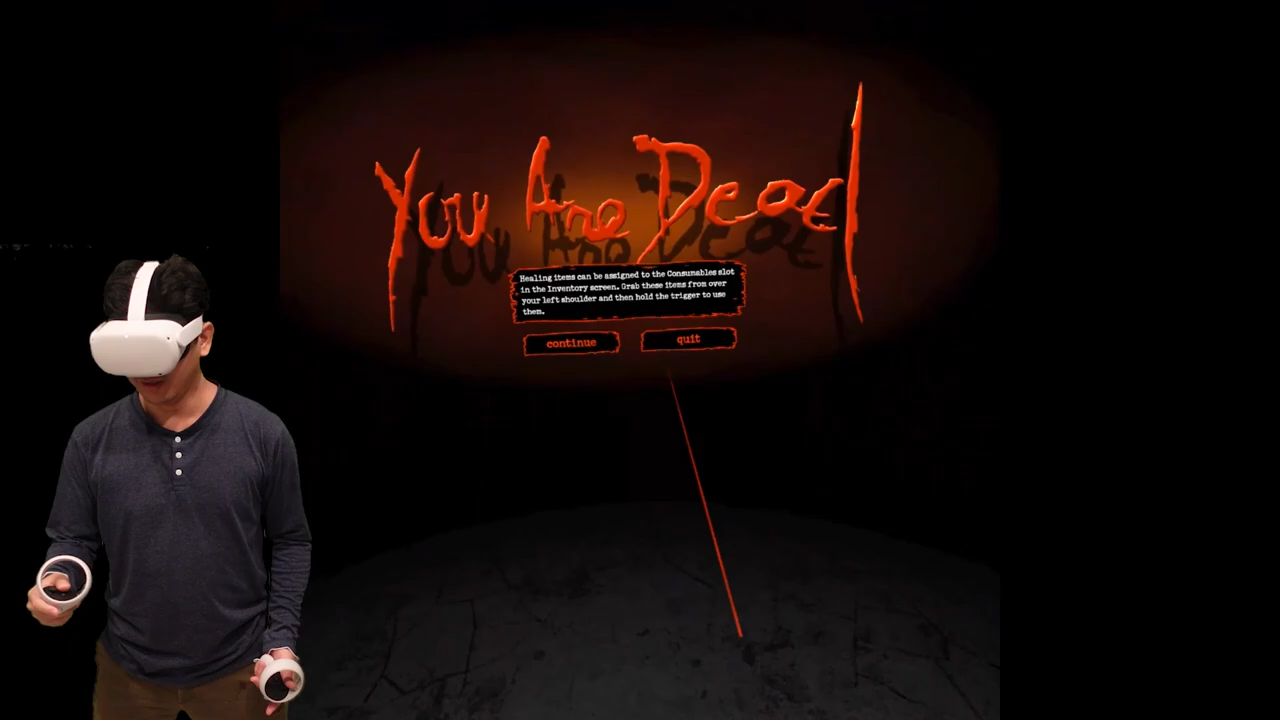 You Are Dead
Healing items can be assigned to the Consumables slot
in the Inventory screen. Grab these items from over
your left shoulder and then hold the trigger to use
them.
continue
quit